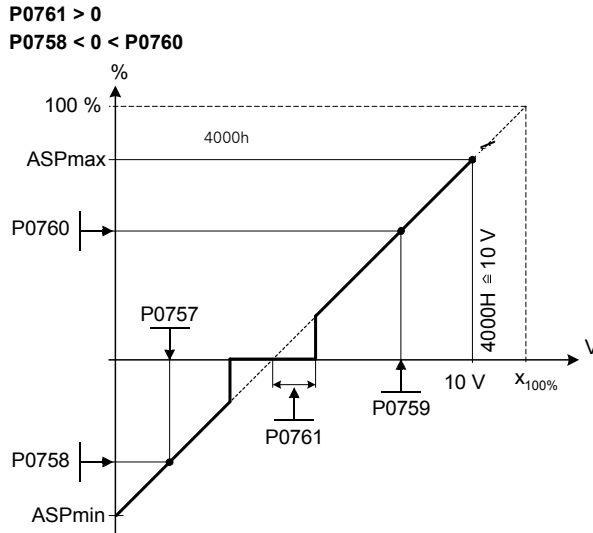 P0761 > 0
P0758 < 0 < P0760
%
100 %
4000h
ASPmax
P0760
4000H ≙ 10 V
P0757
V
10 V
x100%
P0759
P0761
P0758
ASPmin